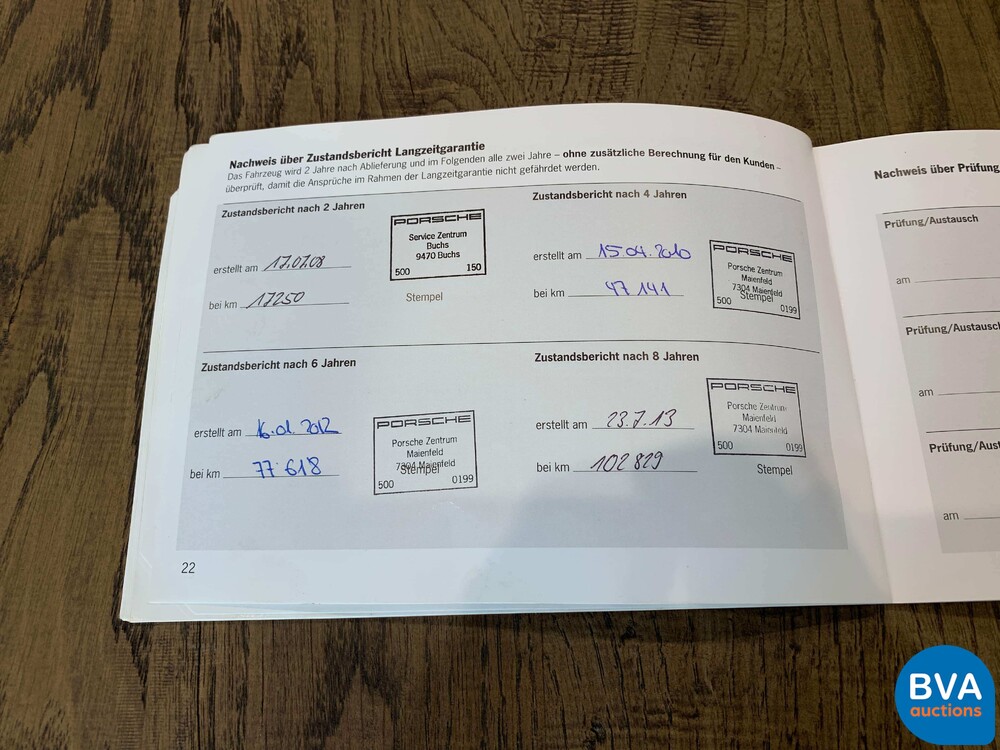 Nachweis über Zustandsbericht Langzeitgarantie
Das Fahrzeug wird 2 Jahre nach Ablieferung und im Folgenden alle zwei Jahre – ohne zusätzliche Berechnung für den Kunden –
überprüft, damit die Ansprüche im Rahmen der Langzeitgarantie nicht gefährdet werden.
Zustandsbericht nach 2 Jahren
erstellt am 17.07.08
bei km 17250
PORSCHE
Service Zentrum
Buchs
9470 Buchs
500 150
Stempel
Zustandsbericht nach 4 Jahren
erstellt am 15.04.2010
bei km 47 141
PORSCHE
Porsche Zentrum
Maienfeld
7304 Maienfeld
Stempel
500 0199
Zustandsbericht nach 6 Jahren
erstellt am 16.01.2012
bei km 77 618
PORSCHE
Porsche Zentrum
Maienfeld
7304 Maienfeld
Stempel
500 0199
Zustandsbericht nach 8 Jahren
erstellt am 23.7.13
bei km 102829
PORSCHE
Porsche Zentrum
Maienfeld
7304 Maienfeld
500 0199
Stempel
22
Nachweis über Prüfung
Prüfung/Austausch
am
Prüfung/Austausch
am
Prüfung/Aus
am
BVA
auctions